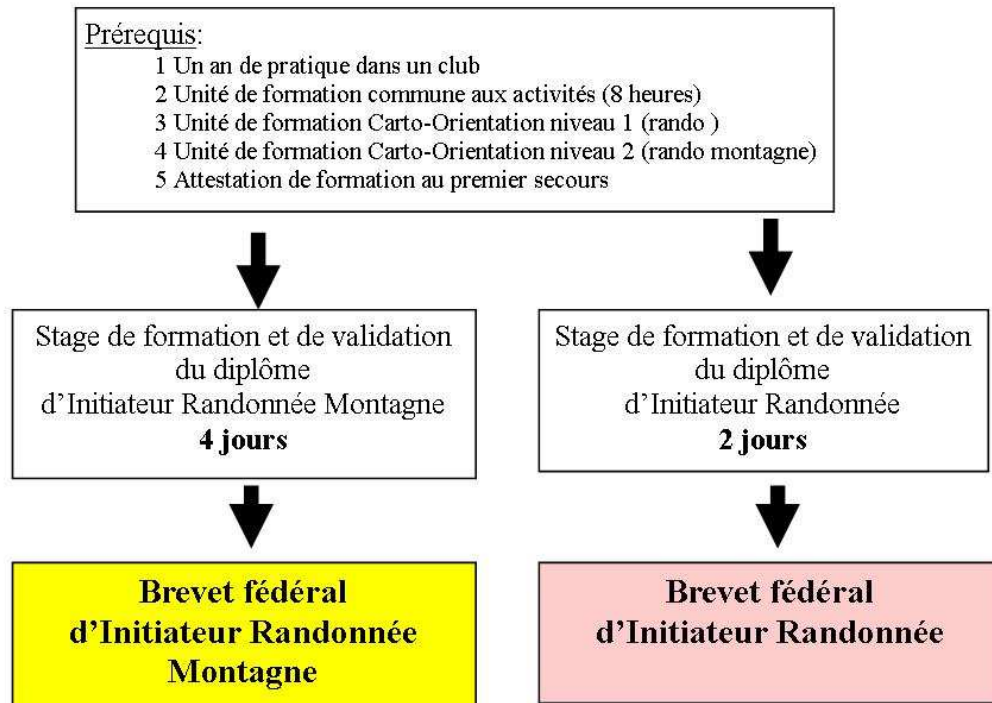 Prérequis:
1 Un an de pratique dans un club
2 Unité de formation commune aux activités (8 heures)
3 Unité de formation Carto-Orientation niveau 1 (rando )
4 Unité de formation Carto-Orientation niveau 2 (rando montagne)
5 Attestation de formation au premier secours
Stage de formation et de validation
du diplôme
d’Initiateur Randonnée Montagne
4 jours
Stage de formation et de validation
du diplôme
d’Initiateur Randonnée
2 jours
Brevet fédéral
d’Initiateur Randonnée
Montagne
Brevet fédéral
d’Initiateur Randonnée